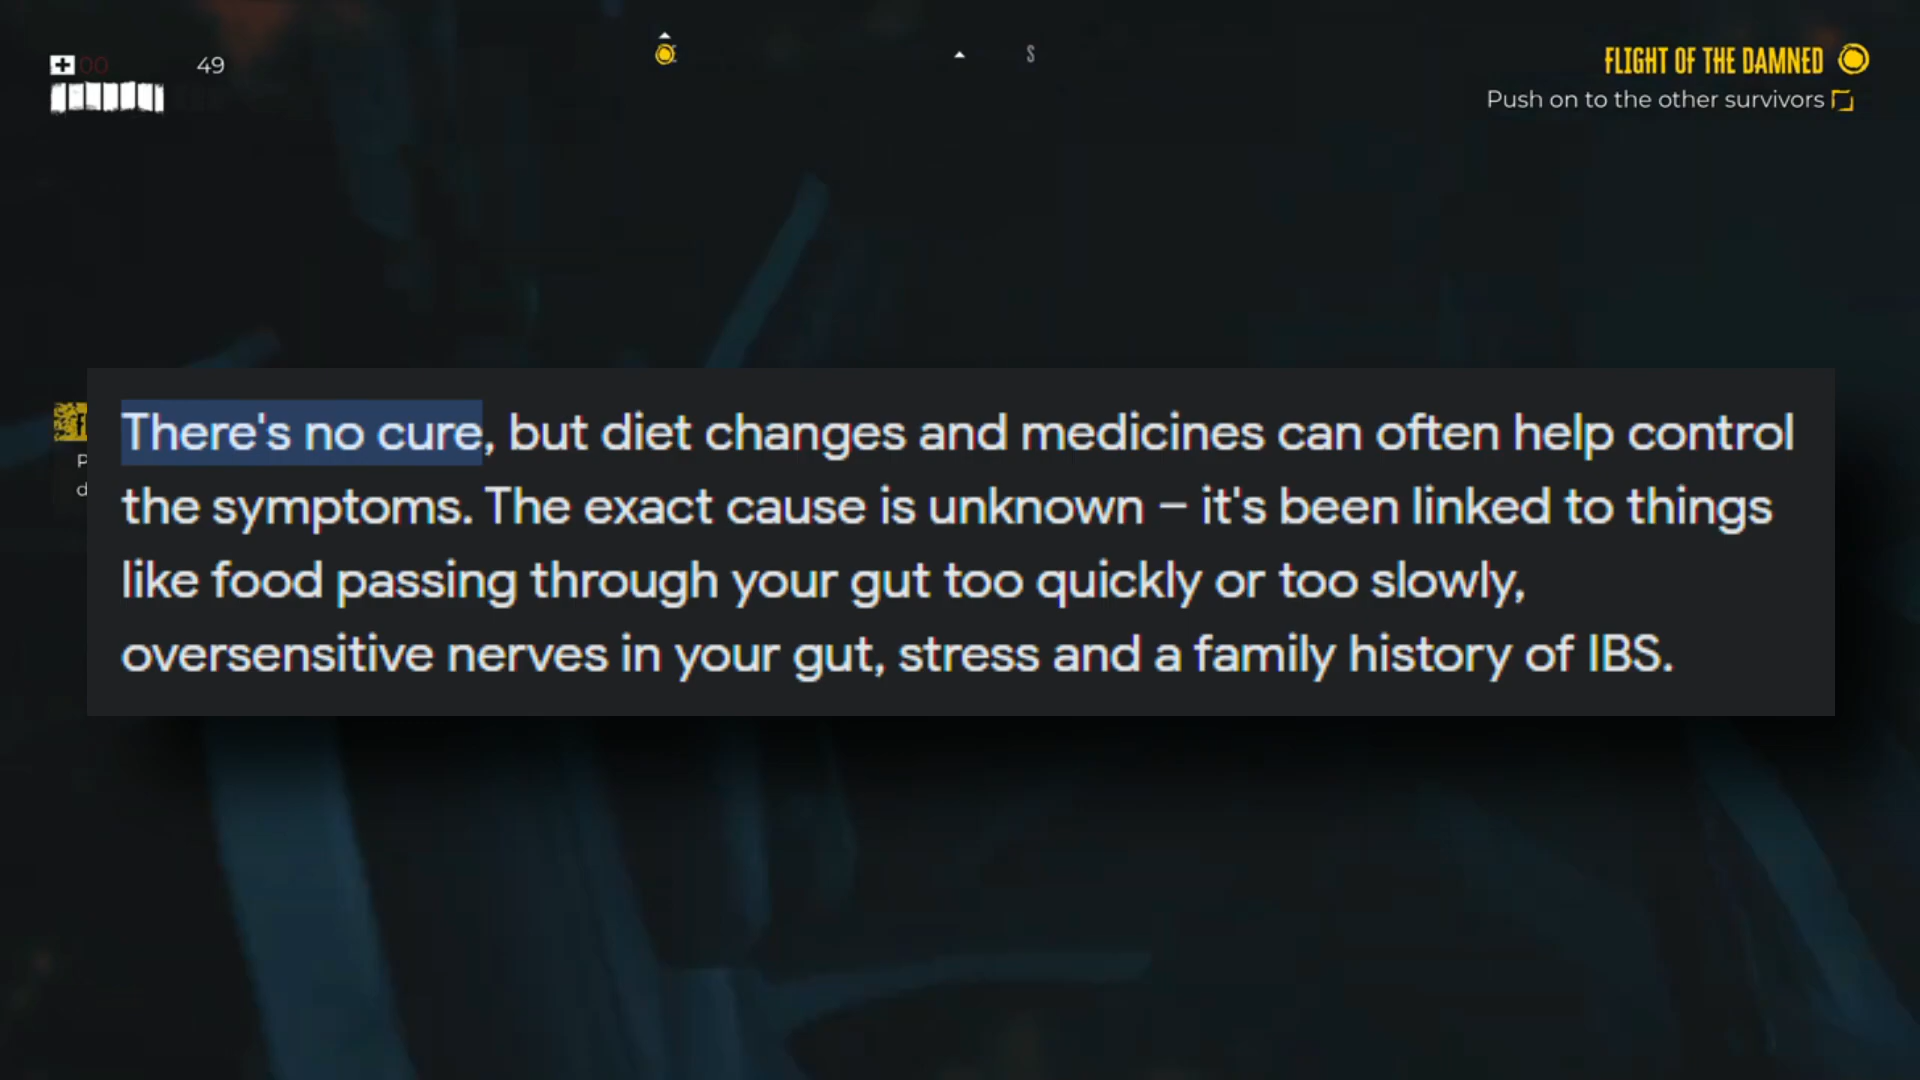 49
S
FLIGHT OF THE DAMNED
Push on to the other survivors
There's no cure, but diet changes and medicines can often help control
the symptoms. The exact cause is unknown – it's been linked to things
like food passing through your gut too quickly or too slowly,
oversensitive nerves in your gut, stress and a family history of IBS.